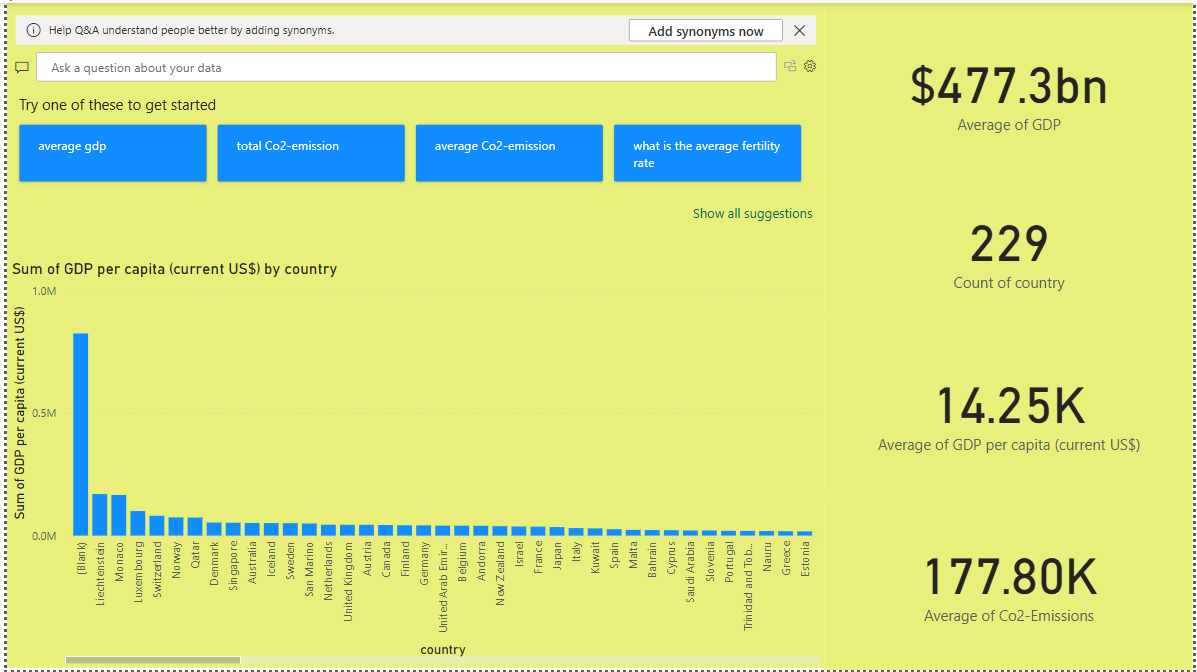 Help Q&A understand people better by adding synonyms.
Add synonyms now
Ask a question about your data
Try one of these to get started
average gdp
total Co2-emission
average Co2-emission
what is the average fertility
rate
Show all suggestions
Sum of GDP per capita (current US$) by country
Sum of GDP per capita (current US$)
1.0M
0.5M
0.0M
(Blank)
Liechtenstein
Monaco
Luxembourg
Switzerland
Norway
Qatar
Denmark
Singapore
Australia
Iceland
Sweden
San Marino
Netherlands
United Kingdom
Austria
Canada
Finland
Germany
United Arab Emir...
Belgium
Andorra
New Zealand
Israel
France
Japan
Italy
Kuwait
Spain
Malta
Bahrain
Cyprus
Saudi Arabia
Slovenia
Portugal
Trinidad and Tob...
Nauru
Greece
Estonia
country
$477.3bn
Average of GDP
229
Count of country
14.25K
Average of GDP per capita (current US$)
177.80K
Average of Co2-Emissions